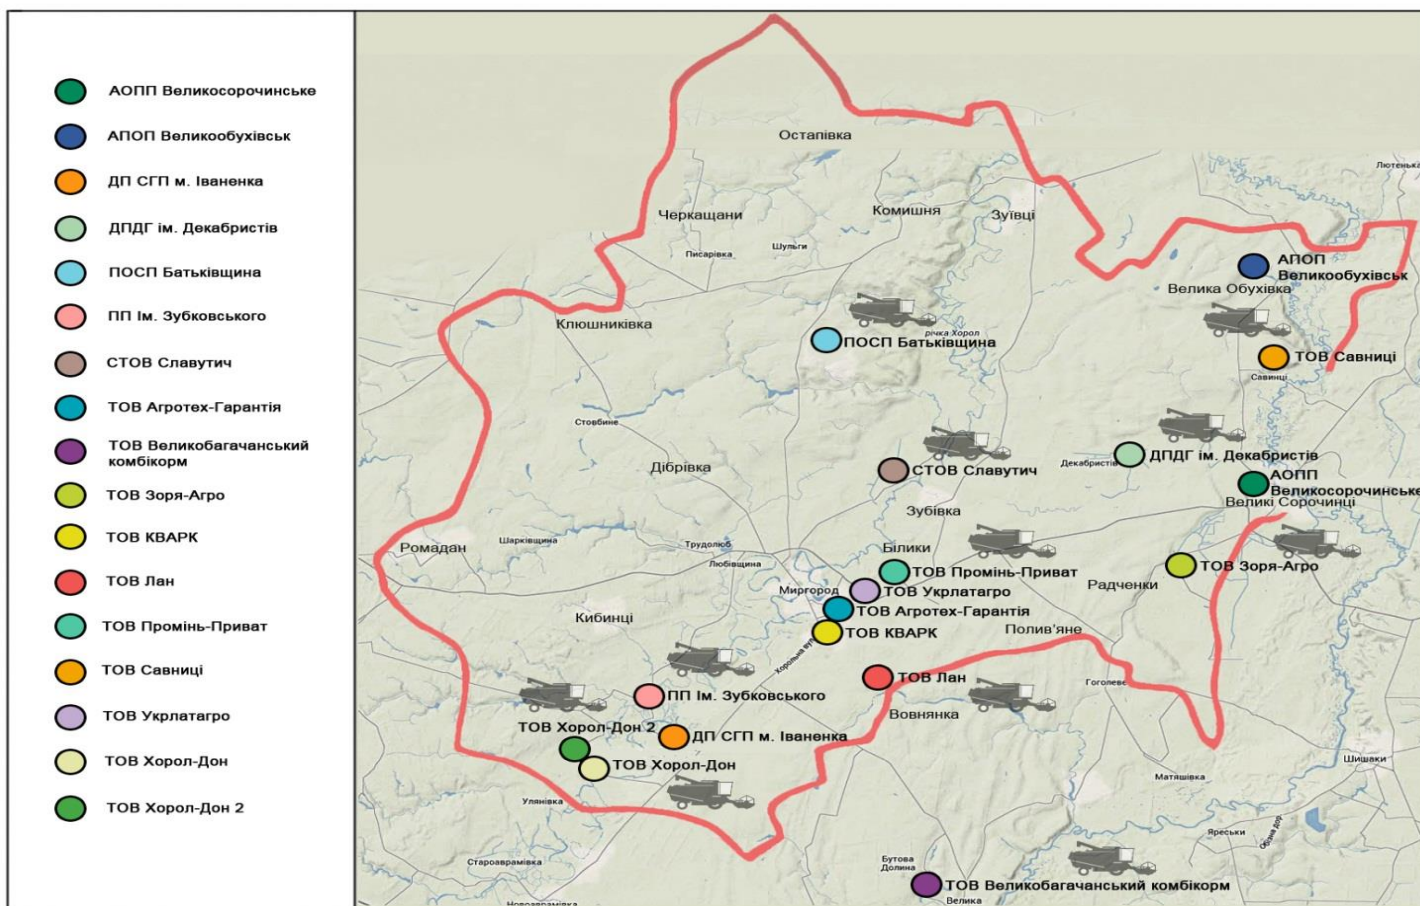 АОПП Великосорочинське
АПОП Великообухівськ
ДП СГП м. Іваненка
ДПДГ ім. Декабристів
ПОСП Батьківщина
ПП Ім. Зубковського
СТОВ Славутич
ТОВ Агротех-Гарантія
ТОВ Великобагачанський
комбікорм
ТОВ Зоря-Агро
ТОВ КВАРК
ТОВ Лан
ТОВ Промінь-Приват
ТОВ Савниці
ТОВ Укрлатагро
ТОВ Хорол-Дон
ТОВ Хорол-Дон 2
Остапівка
Лютенька
Черкащани
Комишня
Зуївці
Шульги
Писарівка
АПОП
Великообухівськ
Велика Обухівка
Клюшниківка
річка Хорол
ПОСП Батьківщина
ТОВ Савниці
Савинці
Стовбине
Дібрівка
СТОВ Славутич
Декабристів
ДПДГ ім. Декабристів
АОПП
Великосорочинське
Великі Сорочинці
Зубівка
Ромадан
Шарківщина
Трудолюб
Любівщина
Білики
ТОВ Промінь-Приват
Радченки
ТОВ Зоря-Агро
Миргород
ТОВ Укрлатагро
ТОВ Агротех-Гарантія
Кибинці
ТОВ КВАРК
Полив'яне
Хорольна вул
ТОВ Лан
Гоголеве
ПП Ім. Зубковського
Вовнянка
ТОВ Хорол-Дон 2
ДП СГП м. Іваненка
ТОВ Хорол-Дон
Шишаки
Матяшівка
Улянівка
Яреськи
Староаврамівка
Бутова
Долина
ТОВ Великобагачанський комбікорм
Велика
Новоаврамівка